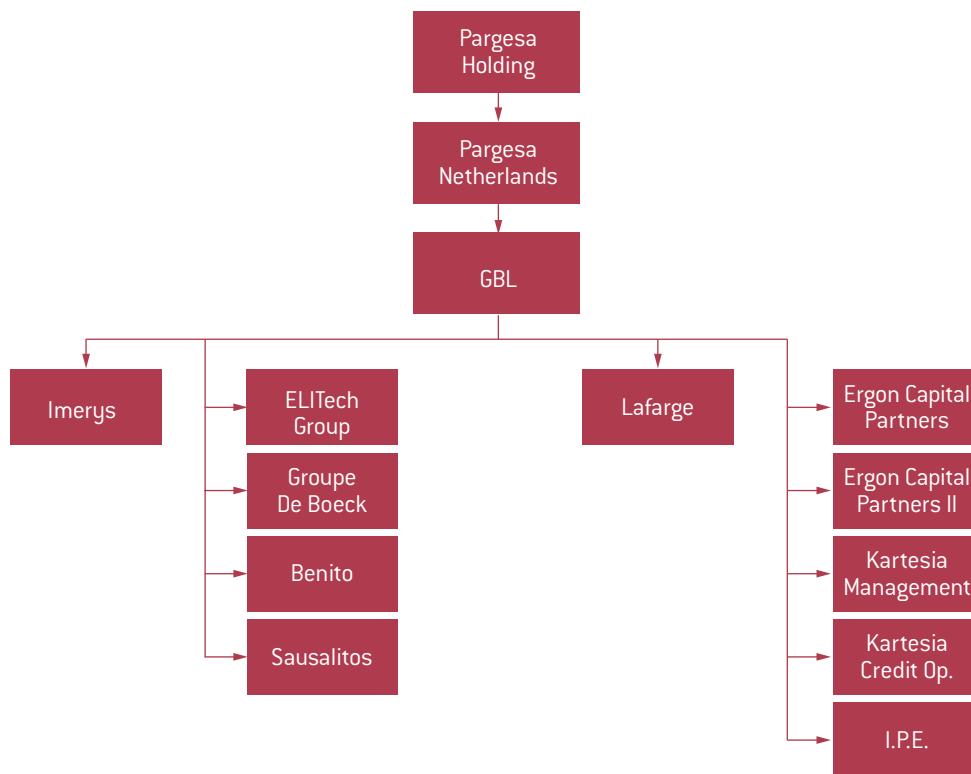 Pargesa
Holding
Pargesa
Netherlands
GBL
Imerys
ELITech
Group
Groupe
De Boeck
Benito
Sausalitos
Lafarge
Ergon Capital
Partners
Ergon Capital
Partners II
Kartesia
Management
Kartesia
Credit Op.
I.P.E.